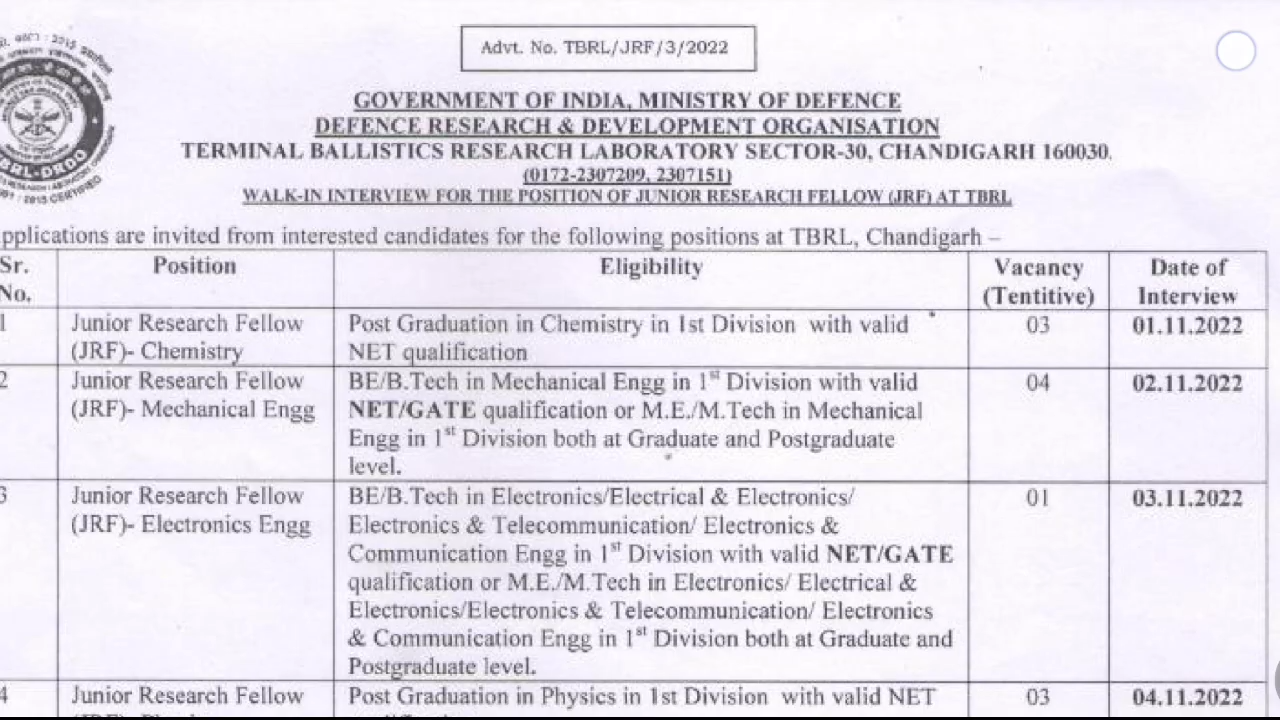 Advt. No. TBRL/JRF/3/2022
GOVERNMENT OF INDIA, MINISTRY OF DEFENCE
DEFENCE RESEARCH & DEVELOPMENT ORGANISATION
TERMINAL BALLISTICS RESEARCH LABORATORY SECTOR-30, CHANDIGARH 160030.
(0172-2307209, 2307151)
WALK-IN INTERVIEW FOR THE POSITION OF JUNIOR RESEARCH FELLOW (JRF) AT TBRL
pplications are invited from interested candidates for the following positions at TBRL, Chandigarh –
Sr. No. Position Eligibility Vacancy (Tentitive) Date of Interview
1 Junior Research Fellow Post Graduation in Chemistry in 1st Division with valid 03 01.11.2022
(JRF)- Chemistry NET qualification
2 Junior Research Fellow BE/B.Tech in Mechanical Engg in 1st Division with valid 04 02.11.2022
(JRF)- Mechanical Engg NET/GATE qualification or M.E./M.Tech in Mechanical
Engg in 1st Division both at Graduate and Postgraduate
level.
3 Junior Research Fellow BE/B.Tech in Electronics/Electrical & Electronics/ 01 03.11.2022
(JRF)- Electronics Engg Electronics & Telecommunication/ Electronics &
Communication Engg in 1st Division with valid NET/GATE
qualification or M.E./M.Tech in Electronics/ Electrical &
Electronics/Electronics & Telecommunication/ Electronics
& Communication Engg in 1st Division both at Graduate and
Postgraduate level.
4 Junior Research Fellow Post Graduation in Physics in 1st Division with valid NET 03 04.11.2022